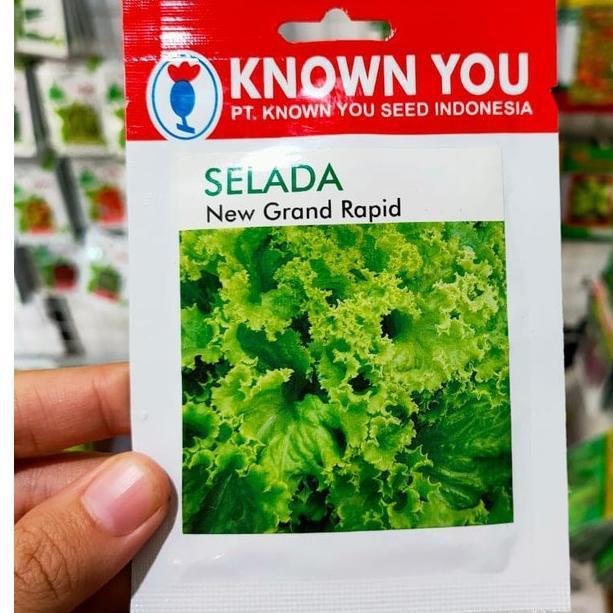 KNOWN YOU
PT. KNOWN YOU SEED INDONESIA
SELADA
New Grand Rapid